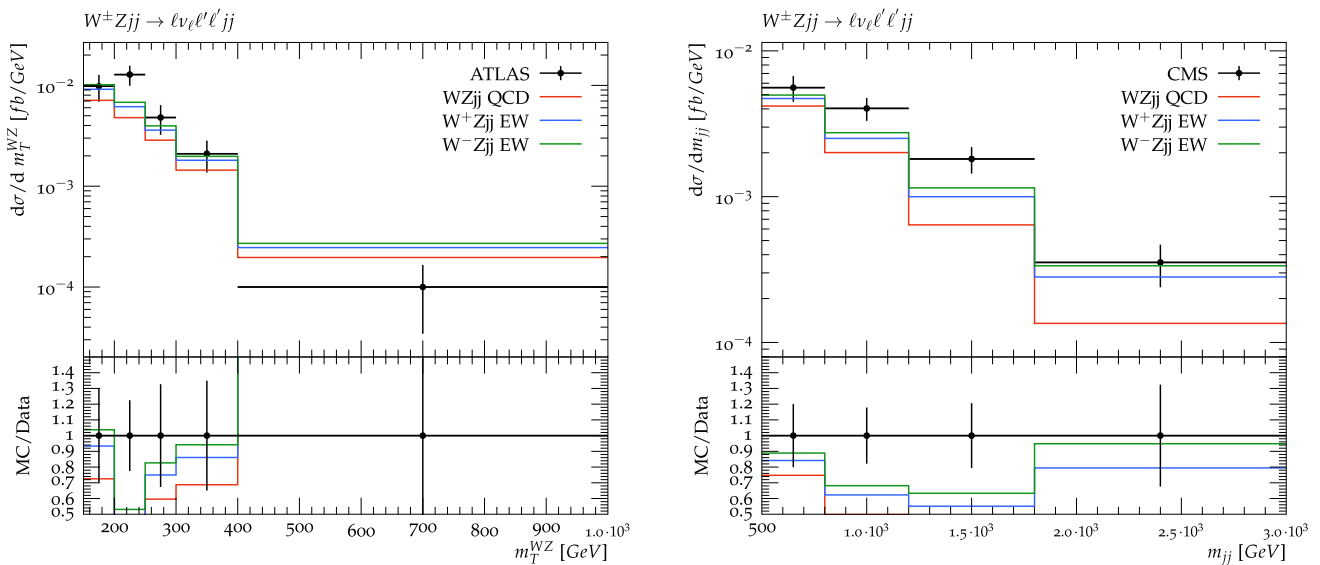 W±Zjj → ℓνℓℓ′ℓ′jj
dσ/d m_T^WZ [fb/GeV]
10−2
10−3
10−4
ATLAS
WZjj QCD
W+Zjj EW
W−Zjj EW
MC/Data
1.4
1.3
1.2
1.1
1
0.9
0.8
0.7
0.6
0.5
200 300 400 500 600 700 800 900 1.0·10³
m_T^WZ [GeV]
W±Zjj → ℓνℓℓ′ℓ′jj
dσ/dm_jj [fb/GeV]
10−2
10−3
10−4
CMS
WZjj QCD
W+Zjj EW
W−Zjj EW
MC/Data
1.4
1.3
1.2
1.1
1
0.9
0.8
0.7
0.6
0.5
500 1.0·10³ 1.5·10³ 2.0·10³ 2.5·10³ 3.0·10³
m_jj [GeV]